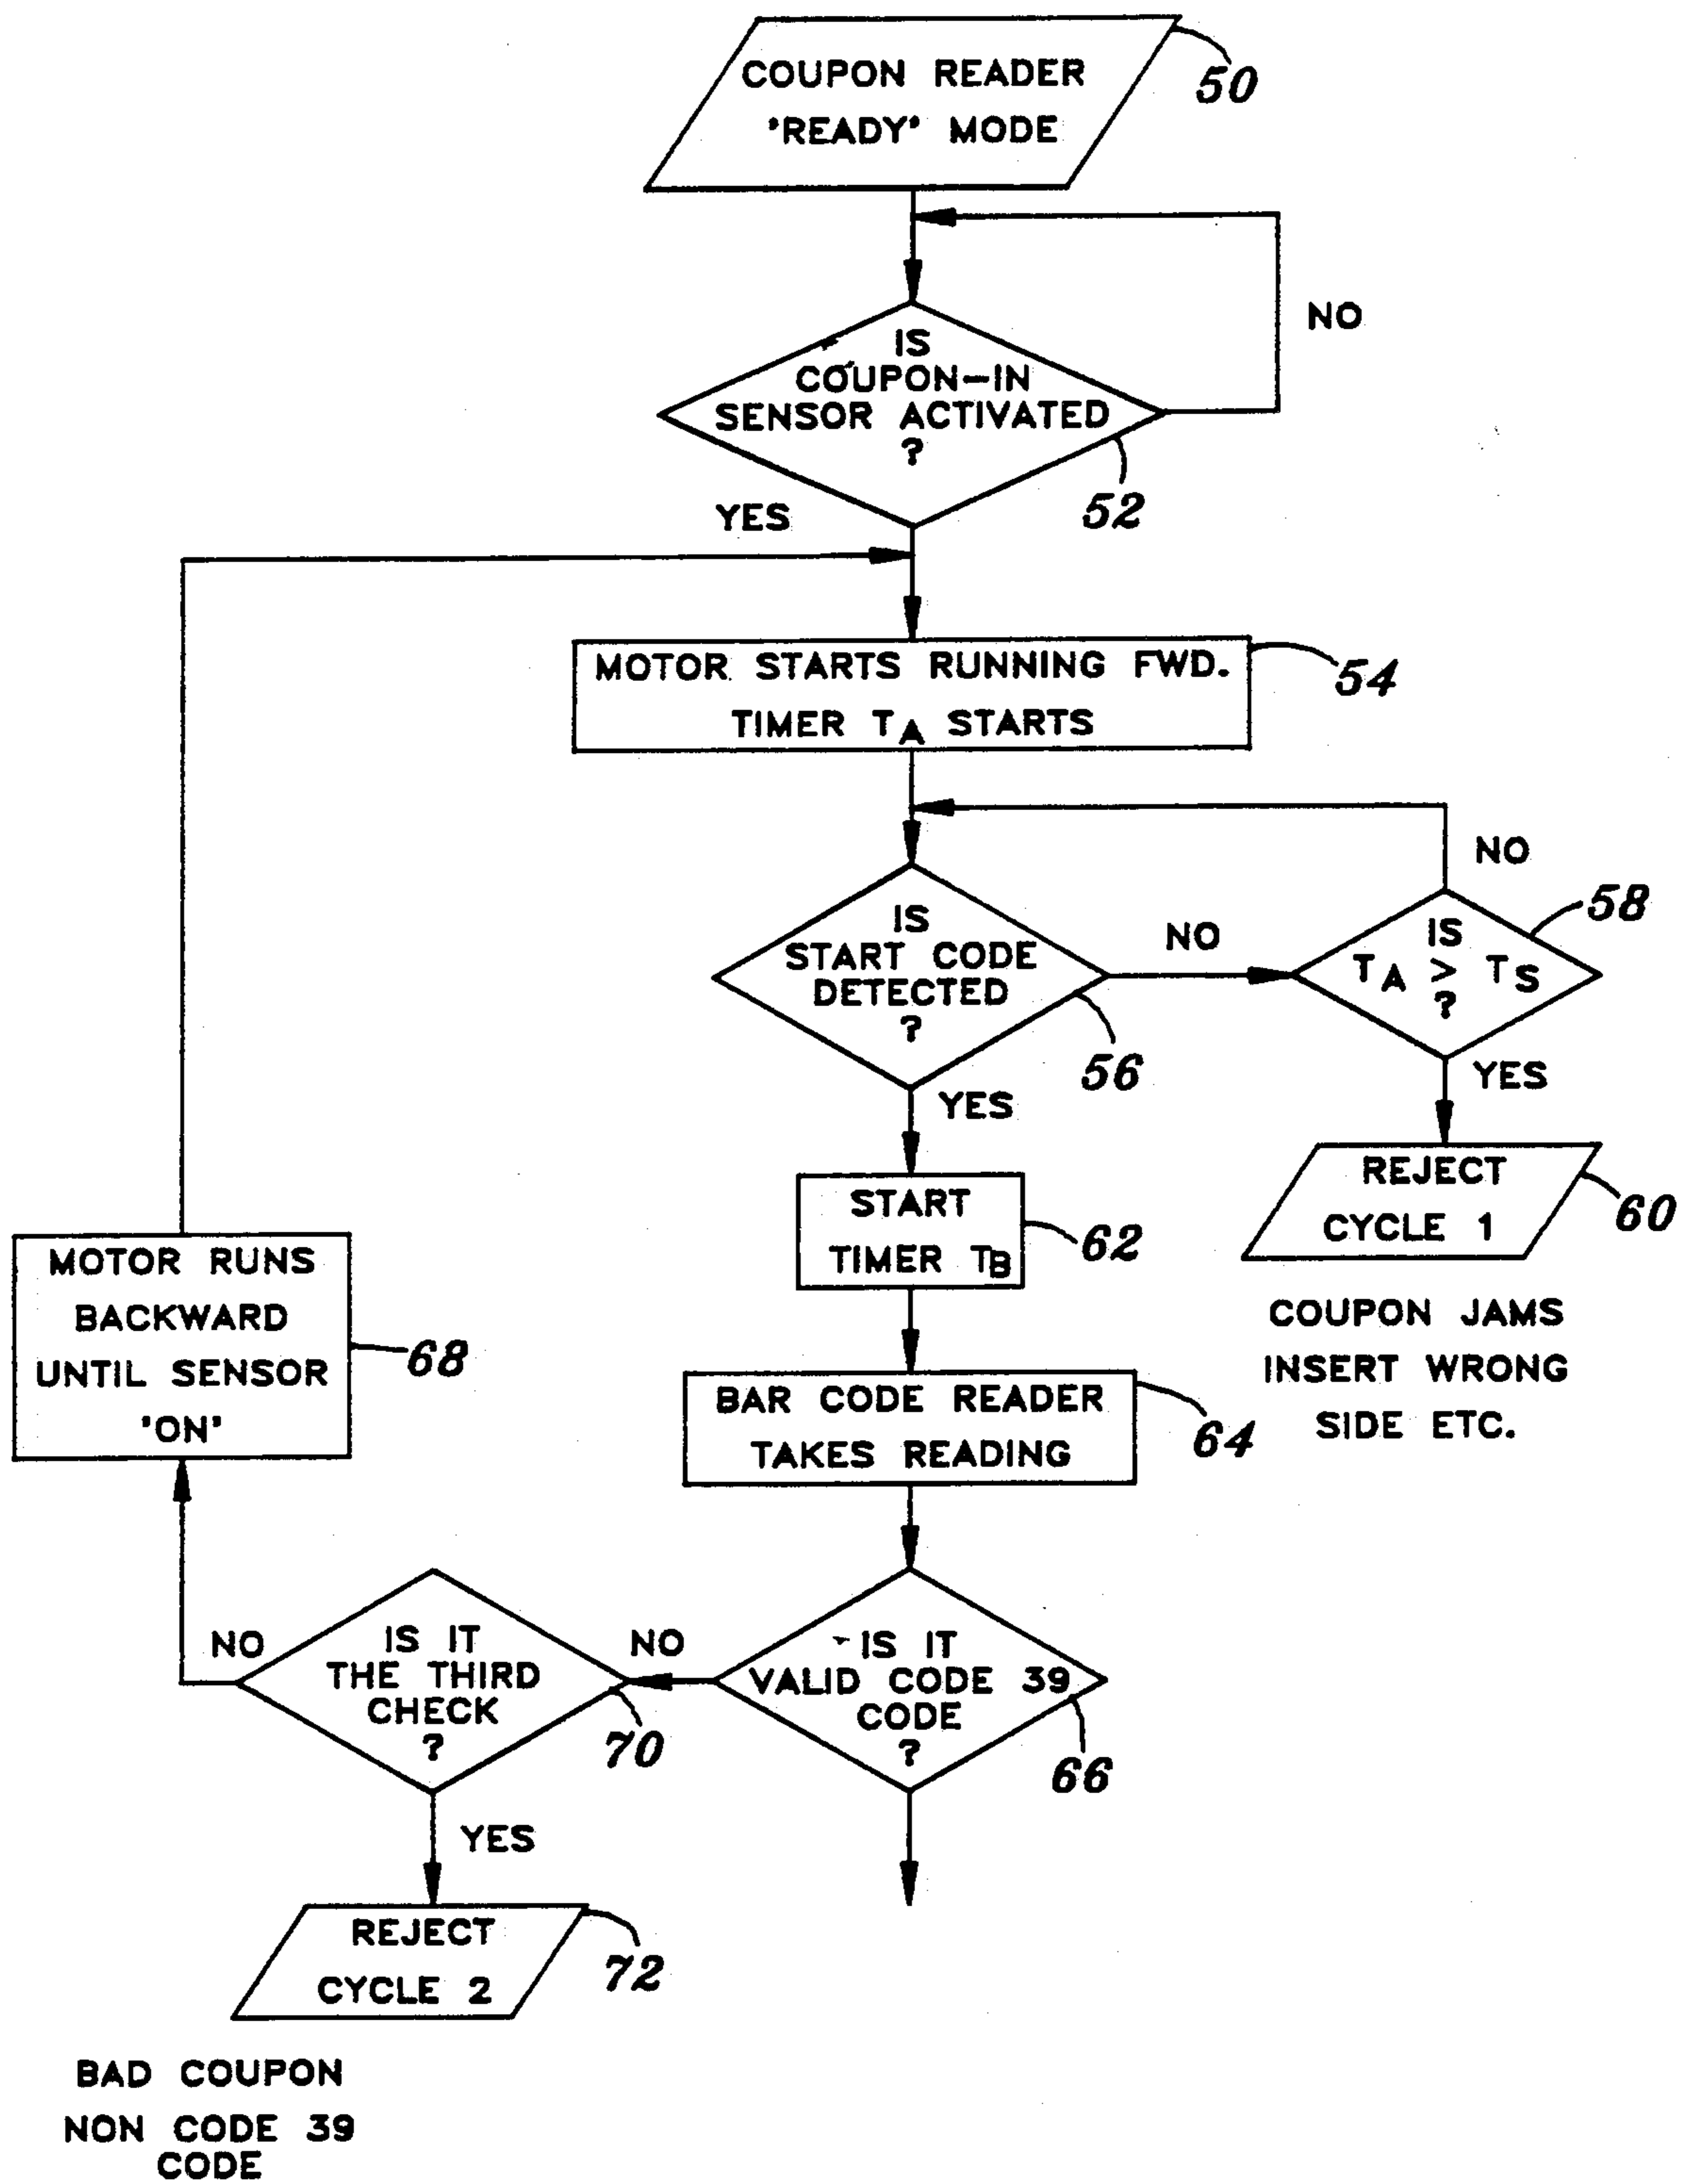 COUPON READER
'READY' MODE
50
NO
IS
COUPON-IN
SENSOR ACTIVATED
?
52
YES
MOTOR STARTS RUNNING FWD.
TIMER TA STARTS
54
NO
IS
START CODE
DETECTED
?
56
NO
IS
TA > TS
?
58
YES
YES
REJECT
CYCLE 1
60
START
TIMER TB
62
COUPON JAMS
INSERT WRONG
SIDE ETC.
MOTOR RUNS
BACKWARD
UNTIL SENSOR
'ON'
68
BAR CODE READER
TAKES READING
64
NO
IS IT
THE THIRD
CHECK
?
70
NO
IS IT
VALID CODE 39
CODE
?
66
YES
REJECT
CYCLE 2
72
BAD COUPON
NON CODE 39
CODE